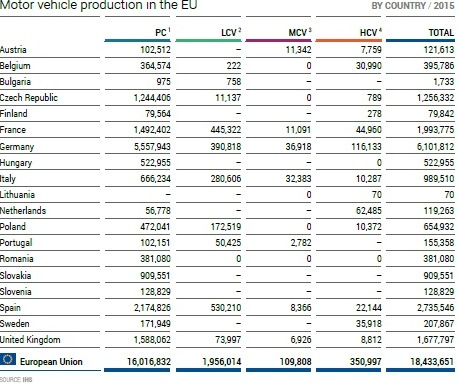 Motor vehicle production in the EU BY COUNTRY / 2015
PC 1 LCV 2 MCV 3 HCV 4 TOTAL
Austria 102,512 – 11,342 7,759 121,613
Belgium 364,574 222 0 30,990 395,786
Bulgaria 975 758 – – 1,733
Czech Republic 1,244,406 11,137 0 789 1,256,332
Finland 79,564 – – 278 79,842
France 1,492,402 445,322 11,091 44,960 1,993,775
Germany 5,557,943 390,818 36,918 116,133 6,101,812
Hungary 522,955 – – 0 522,955
Italy 666,234 280,606 32,383 10,287 989,510
Lithuania – – 0 70 70
Netherlands 56,778 – – 62,485 119,263
Poland 472,041 172,519 0 10,372 654,932
Portugal 102,151 50,425 2,782 – 155,358
Romania 381,080 0 – – 381,080
Slovakia 909,551 – – – 909,551
Slovenia 128,829 – – – 128,829
Spain 2,174,826 530,210 8,366 22,144 2,735,546
Sweden 171,949 – – 35,918 207,867
United Kingdom 1,588,062 73,997 6,926 8,812 1,677,797
European Union 16,016,832 1,956,014 109,808 350,997 18,433,651
SOURCE: IHS